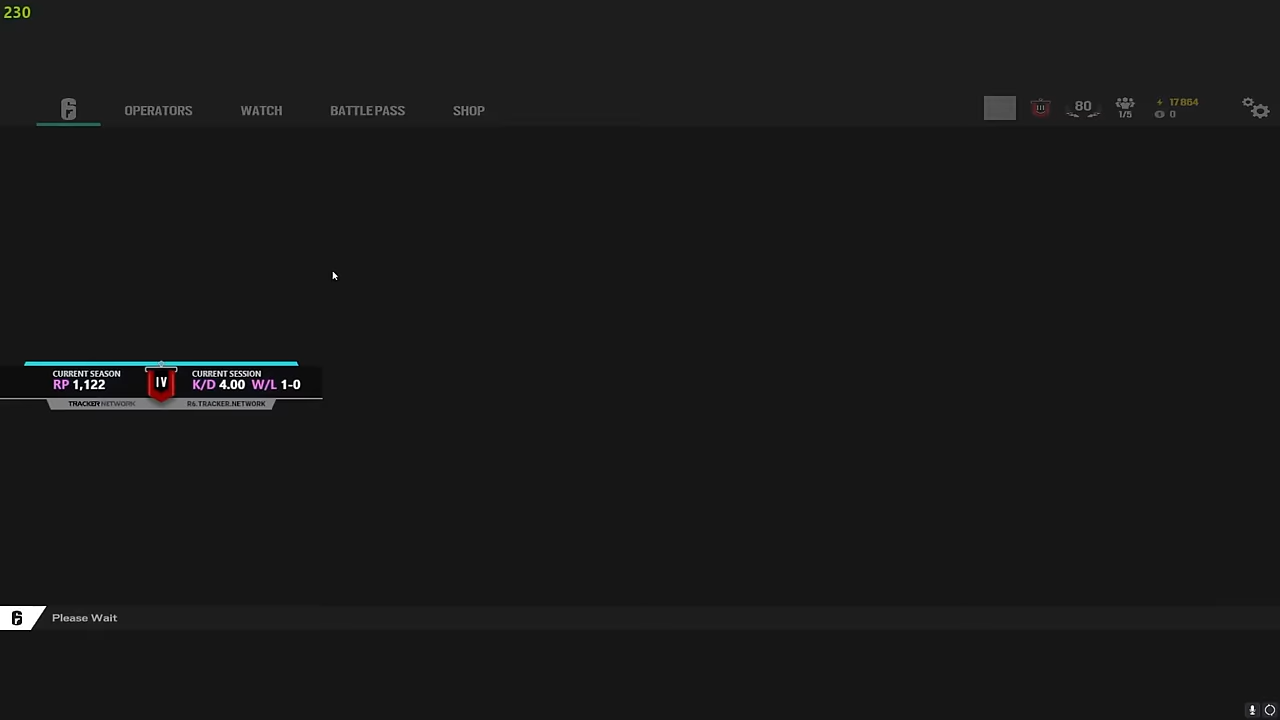 230
OPERATORS WATCH BATTLE PASS SHOP
III 80 1/5 17 864
0
CURRENT SEASON
RP 1,122
IV
CURRENT SESSION
K/D 4.00 W/L 1-0
TRACKER NETWORK
R6.TRACKER.NETWORK
Please Wait